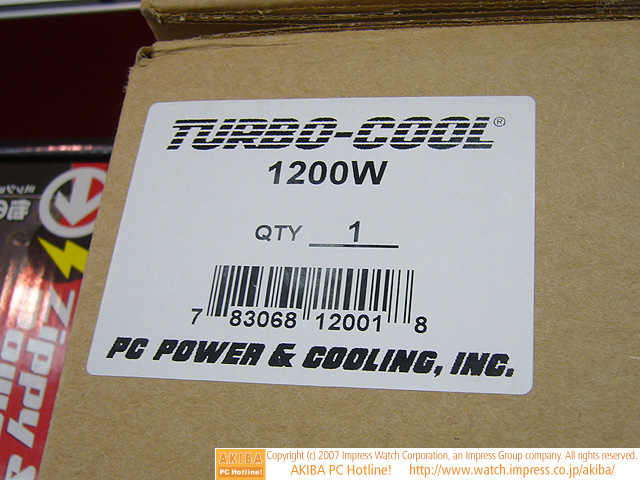 TURBO-COOL®
1200W
QTY 1
7 83068 12001 8
PC POWER & COOLING, INC.
Zippy &
AKIBA
PC Hotline!
Copyright (c) 2007 Impress Watch Corporation, an Impress Group company. All rights reserved.
AKIBA PC Hotline! http://www.watch.impress.co.jp/akiba/